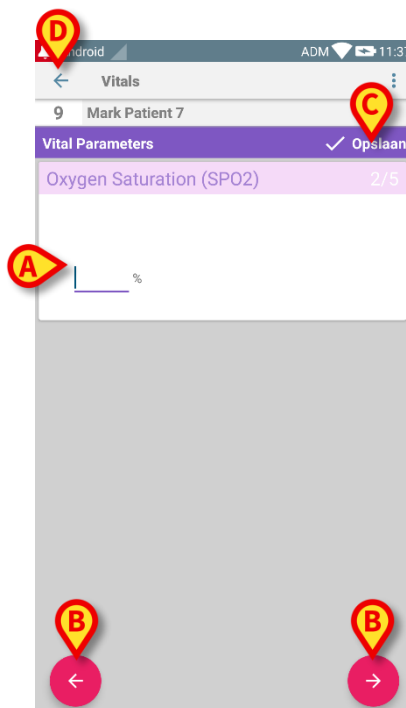 D
Android ADM 11:37
Vitals
C
9 Mark Patient 7
Vital Parameters Opslaan
Oxygen Saturation (SPO2) 2/5
A
%
B B